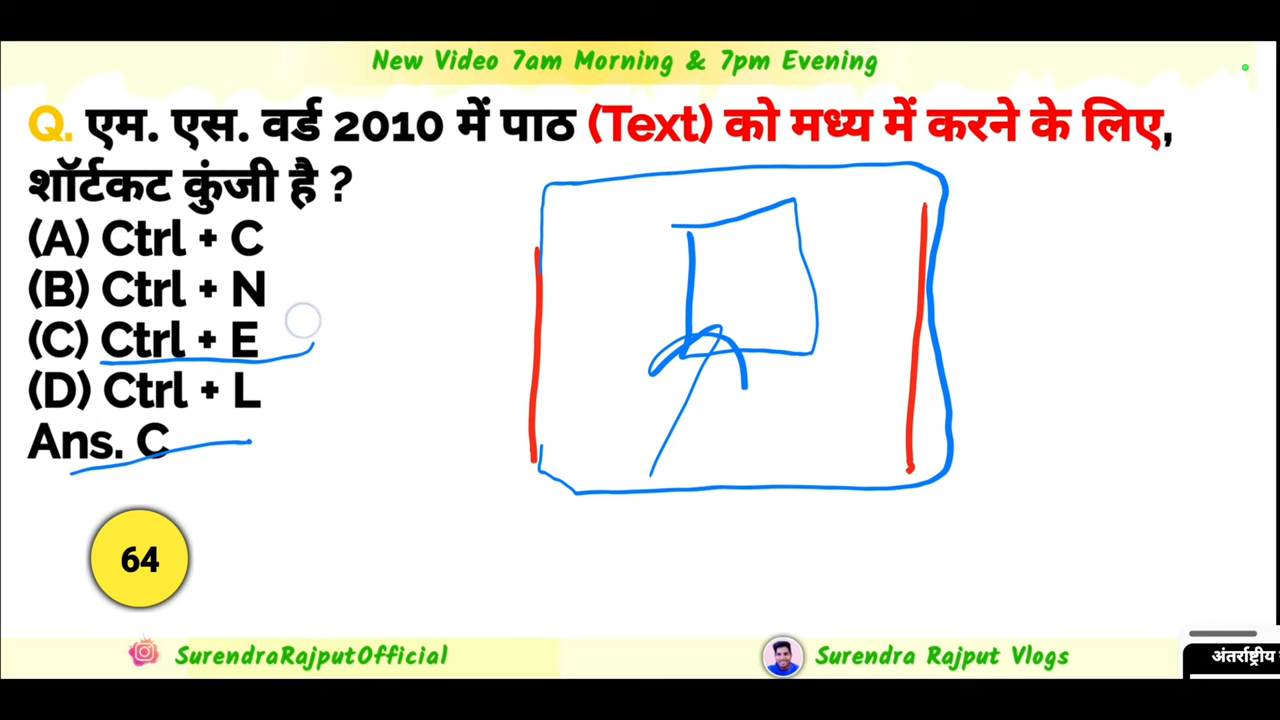 New Video 7am Morning & 7pm Evening
Q. एम. एस. वर्ड 2010 में पाठ (Text) को मध्य में करने के लिए,
शॉर्टकट कुंजी है ?
(A) Ctrl + C
(B) Ctrl + N
(C) Ctrl + E
(D) Ctrl + L
Ans. C
64
SurendraRajputOfficial
Surendra Rajput Vlogs
अंतर्राष्ट्रीय